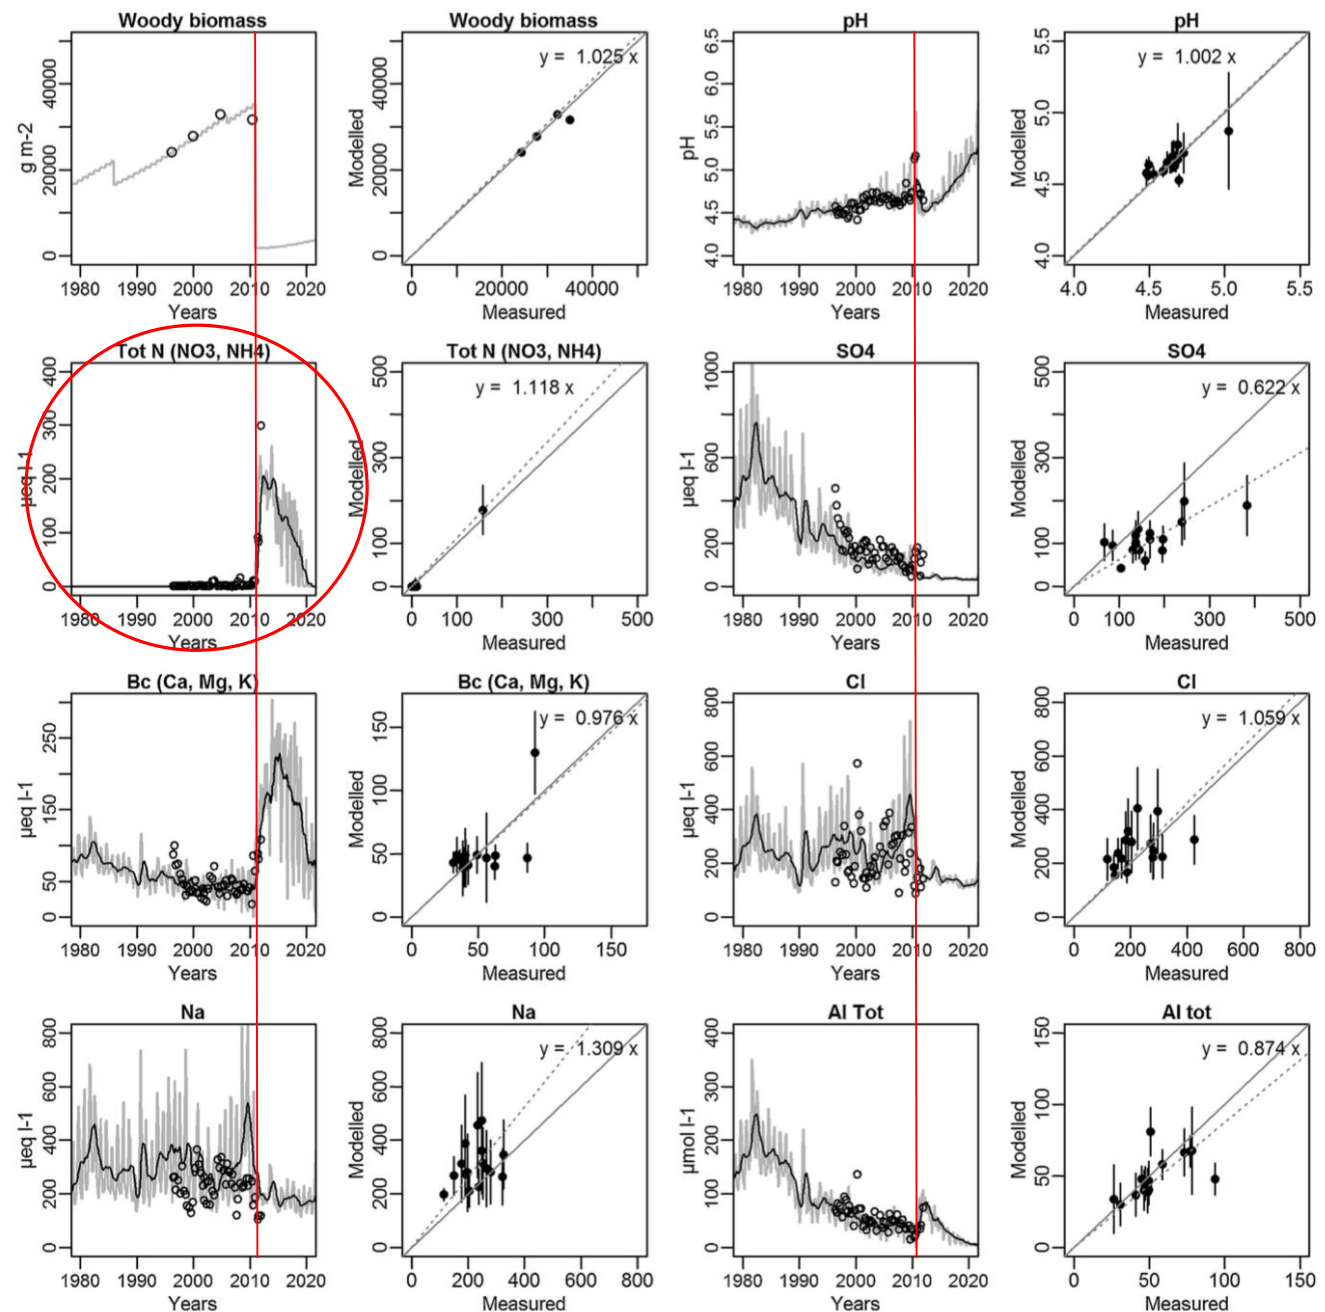 Woody biomass
g m-2
0
20000
40000
1980 1990 2000 2010 2020
Years
Woody biomass
y = 1.025 x
Modelled
0
20000
40000
0 20000 40000
Measured
pH
pH
4.0
4.5
5.0
5.5
6.0
6.5
1980 1990 2000 2010 2020
Years
pH
y = 1.002 x
Modelled
4.0
4.5
5.0
5.5
4.0 4.5 5.0 5.5
Measured
Tot N (NO3, NH4)
µeq l-1
0
100
200
300
400
1980 1990 2000 2010 2020
Years
Tot N (NO3, NH4)
y = 1.118 x
Modelled
0
100
300
500
0 100 300 500
Measured
SO4
µeq l-1
0
200
600
1000
1980 1990 2000 2010 2020
Years
SO4
y = 0.622 x
Modelled
0
100
300
500
0 100 300 500
Measured
Bc (Ca, Mg, K)
µeq l-1
0
50
150
250
1980 1990 2000 2010 2020
Years
Bc (Ca, Mg, K)
y = 0.976 x
Modelled
0
50
100
150
0 50 100 150
Measured
Cl
µeq l-1
0
200
400
600
800
1980 1990 2000 2010 2020
Years
Cl
y = 1.059 x
Modelled
0
200
400
600
800
0 200 400 600 800
Measured
Na
µeq l-1
0
200
400
600
800
1980 1990 2000 2010 2020
Years
Na
y = 1.309 x
Modelled
0
200
400
600
800
0 200 400 600 800
Measured
Al Tot
µmol l-1
0
100
200
300
400
1980 1990 2000 2010 2020
Years
Al tot
y = 0.874 x
Modelled
0
50
100
150
0 50 100 150
Measured